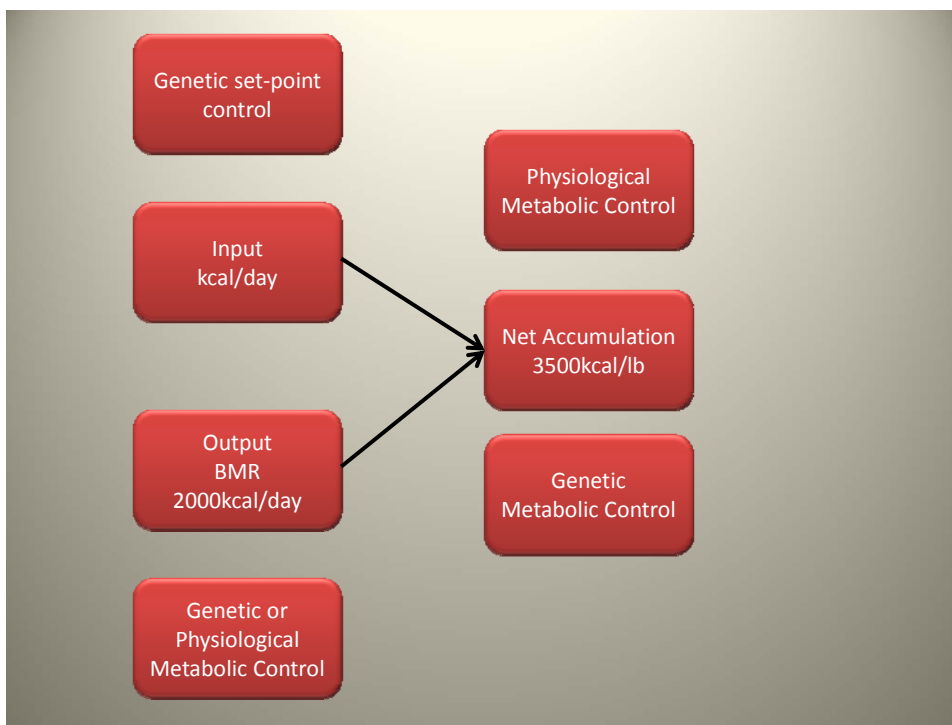 Genetic set-point
control
Input
kcal/day
Output
BMR
2000kcal/day
Genetic or
Physiological
Metabolic Control
Physiological
Metabolic Control
Net Accumulation
3500kcal/lb
Genetic
Metabolic Control